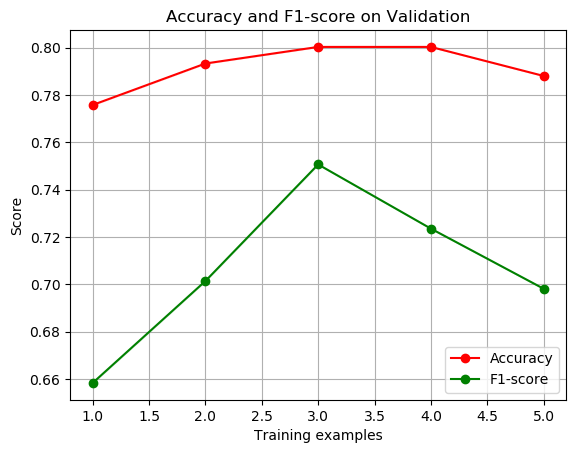 Accuracy and F1-score on Validation
0.80
0.78
0.76
0.74
0.72
0.70
0.68
0.66
Score
Accuracy
F1-score
1.0 1.5 2.0 2.5 3.0 3.5 4.0 4.5 5.0
Training examples